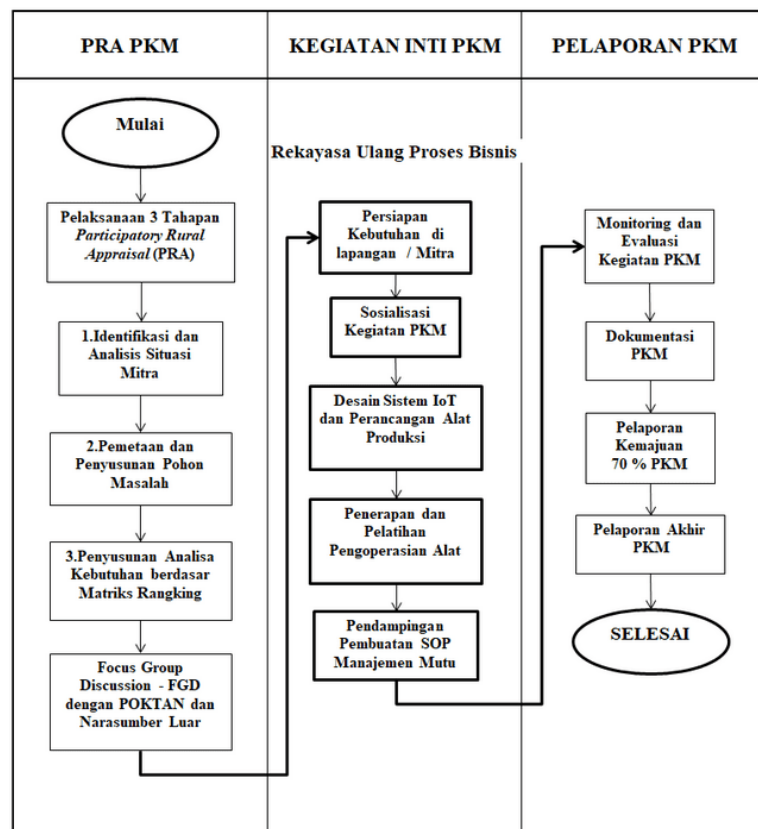 PRA PKM
KEGIATAN INTI PKM
PELAPORAN PKM
Mulai
Pelaksanaan 3 Tahapan
Participatory Rural
Appraisal (PRA)
1.Identifikasi dan
Analisis Situasi
Mitra
2.Pemetaan dan
Penyusunan Pohon
Masalah
3.Penyusunan Analisa
Kebutuhan berdasar
Matriks Rangking
Focus Group
Discussion - FGD
dengan POKTAN dan
Narasumber Luar
Rekayasa Ulang Proses Bisnis
Persiapan
Kebutuhan di
lapangan / Mitra
Sosialisasi
Kegiatan PKM
Desain Sistem IoT
dan Perancangan Alat
Produksi
Penerapan dan
Pelatihan
Pengoperasian Alat
Pendampingan
Pembuatan SOP
Manajemen Mutu
Monitoring dan
Evaluasi
Kegiatan PKM
Dokumentasi
PKM
Pelaporan
Kemajuan
70 % PKM
Pelaporan Akhir
PKM
SELESAI